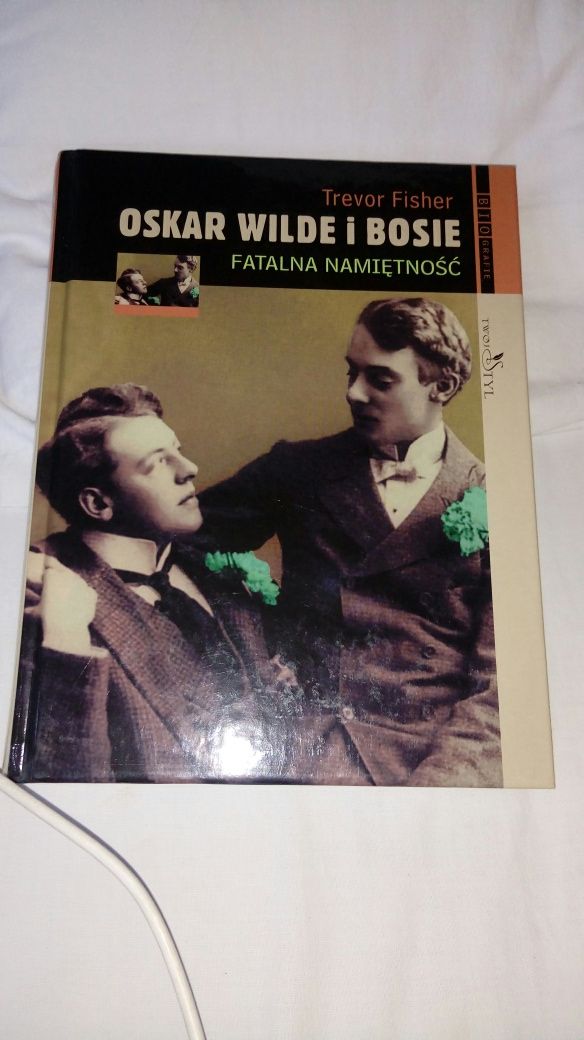 Trevor Fisher
OSKAR WILDE i BOSIE
FATALNA NAMIĘTNOŚĆ
BIOGRAFIE
TWÓJ STYL